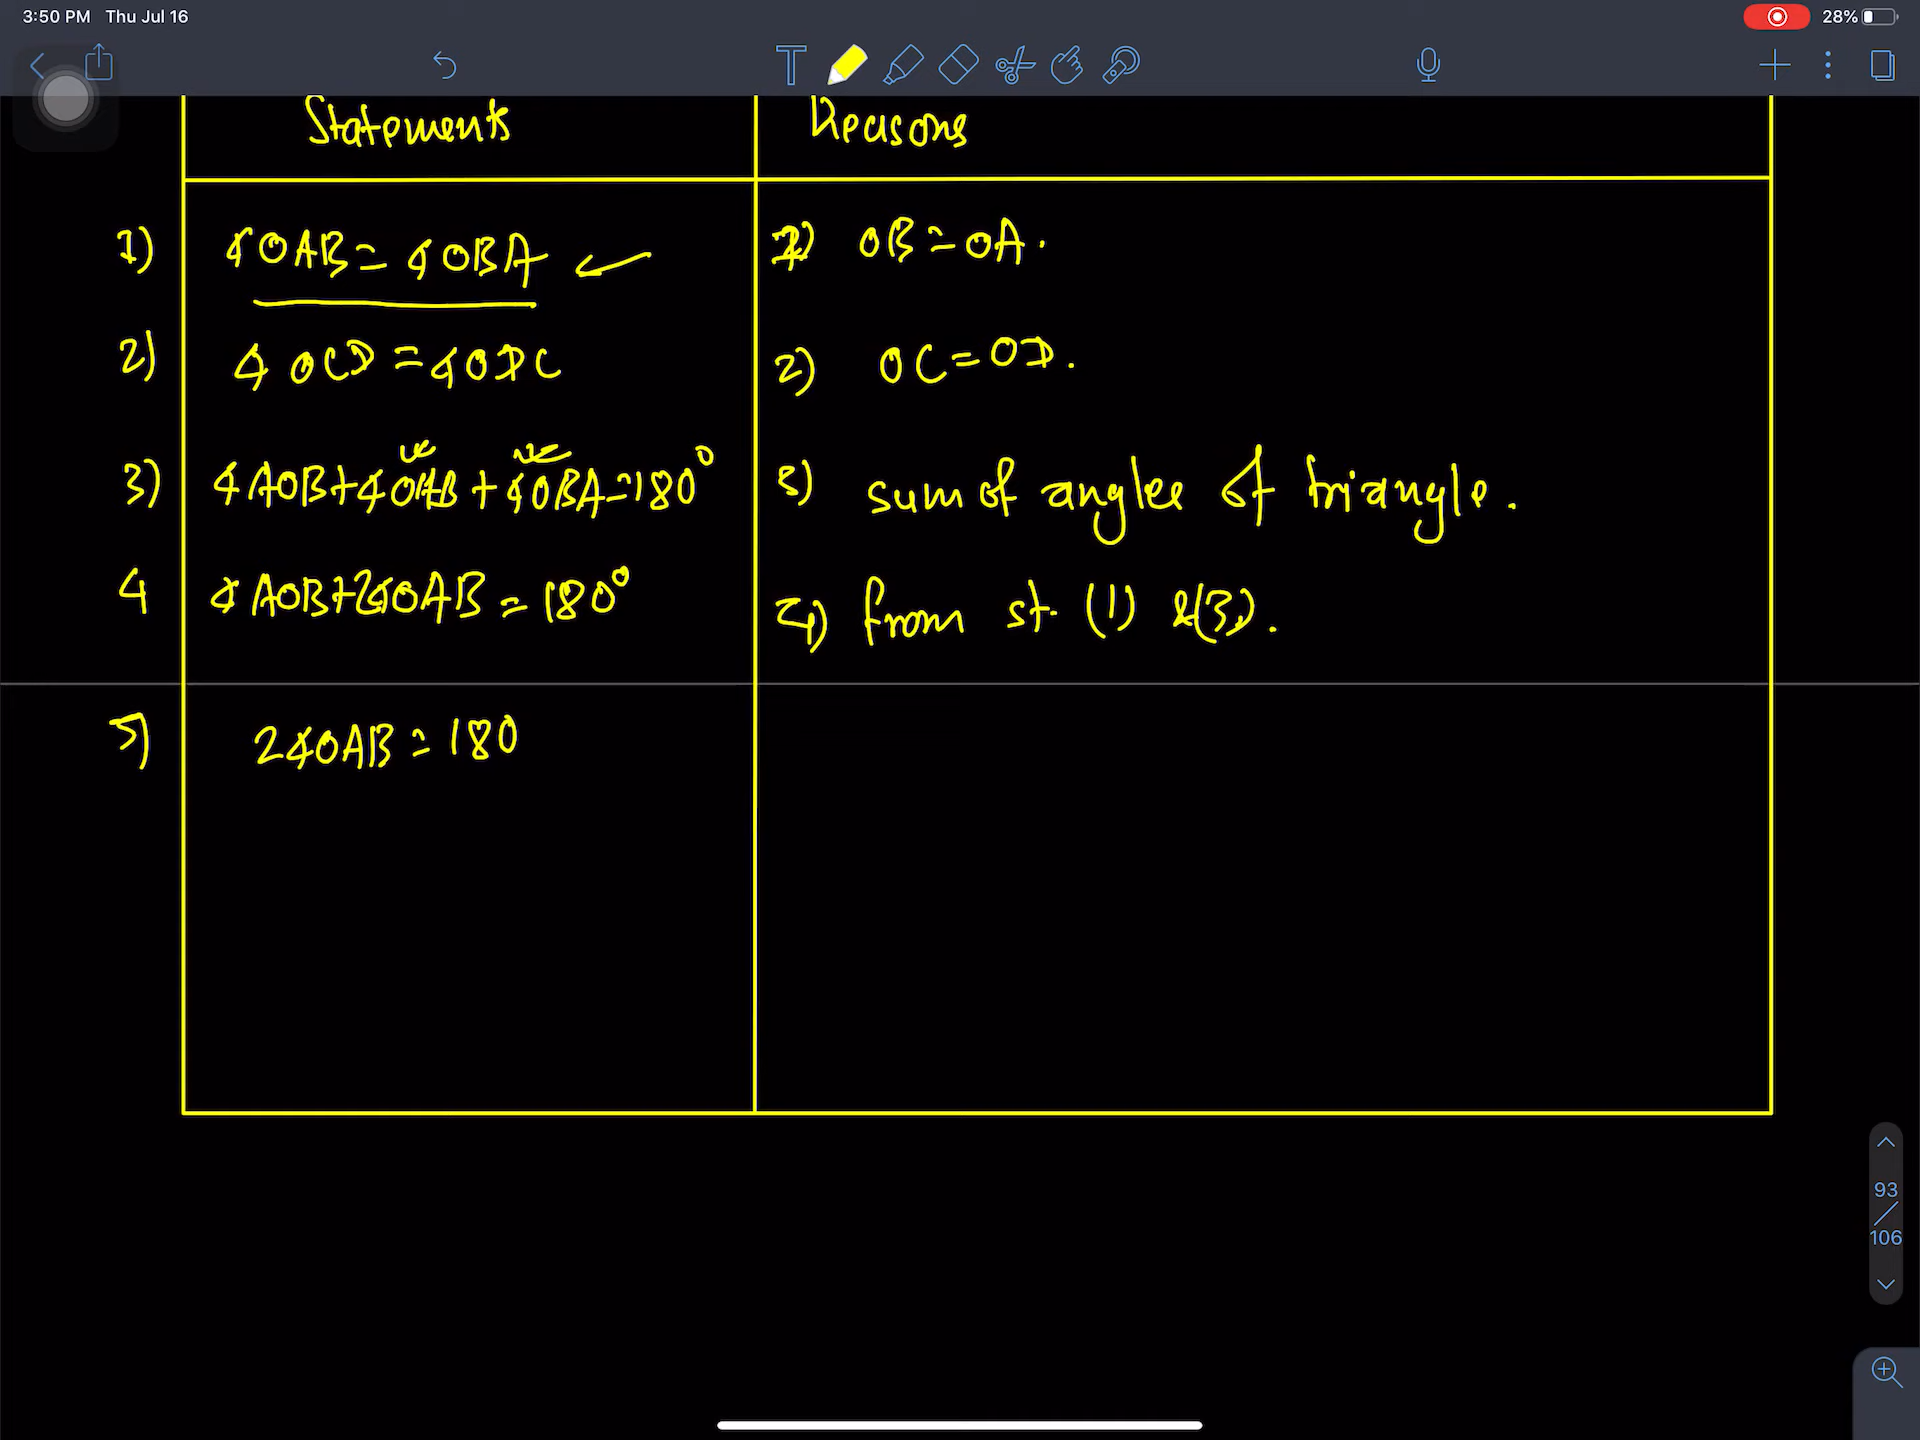 3:50 PM Thu Jul 16
28%
Statements Reasons
1) ∡OAB = ∡OBA 1) OB = OA.
2) ∡OCD = ∡ODC 2) OC = OD.
3) ∡AOB + ∡OAB + ∡OBA = 180° 3) sum of angles of triangle.
4 ∡AOB + 2∡OAB = 180° 4) from st. (1) & (3).
5) 2∡OAB = 180
93
106